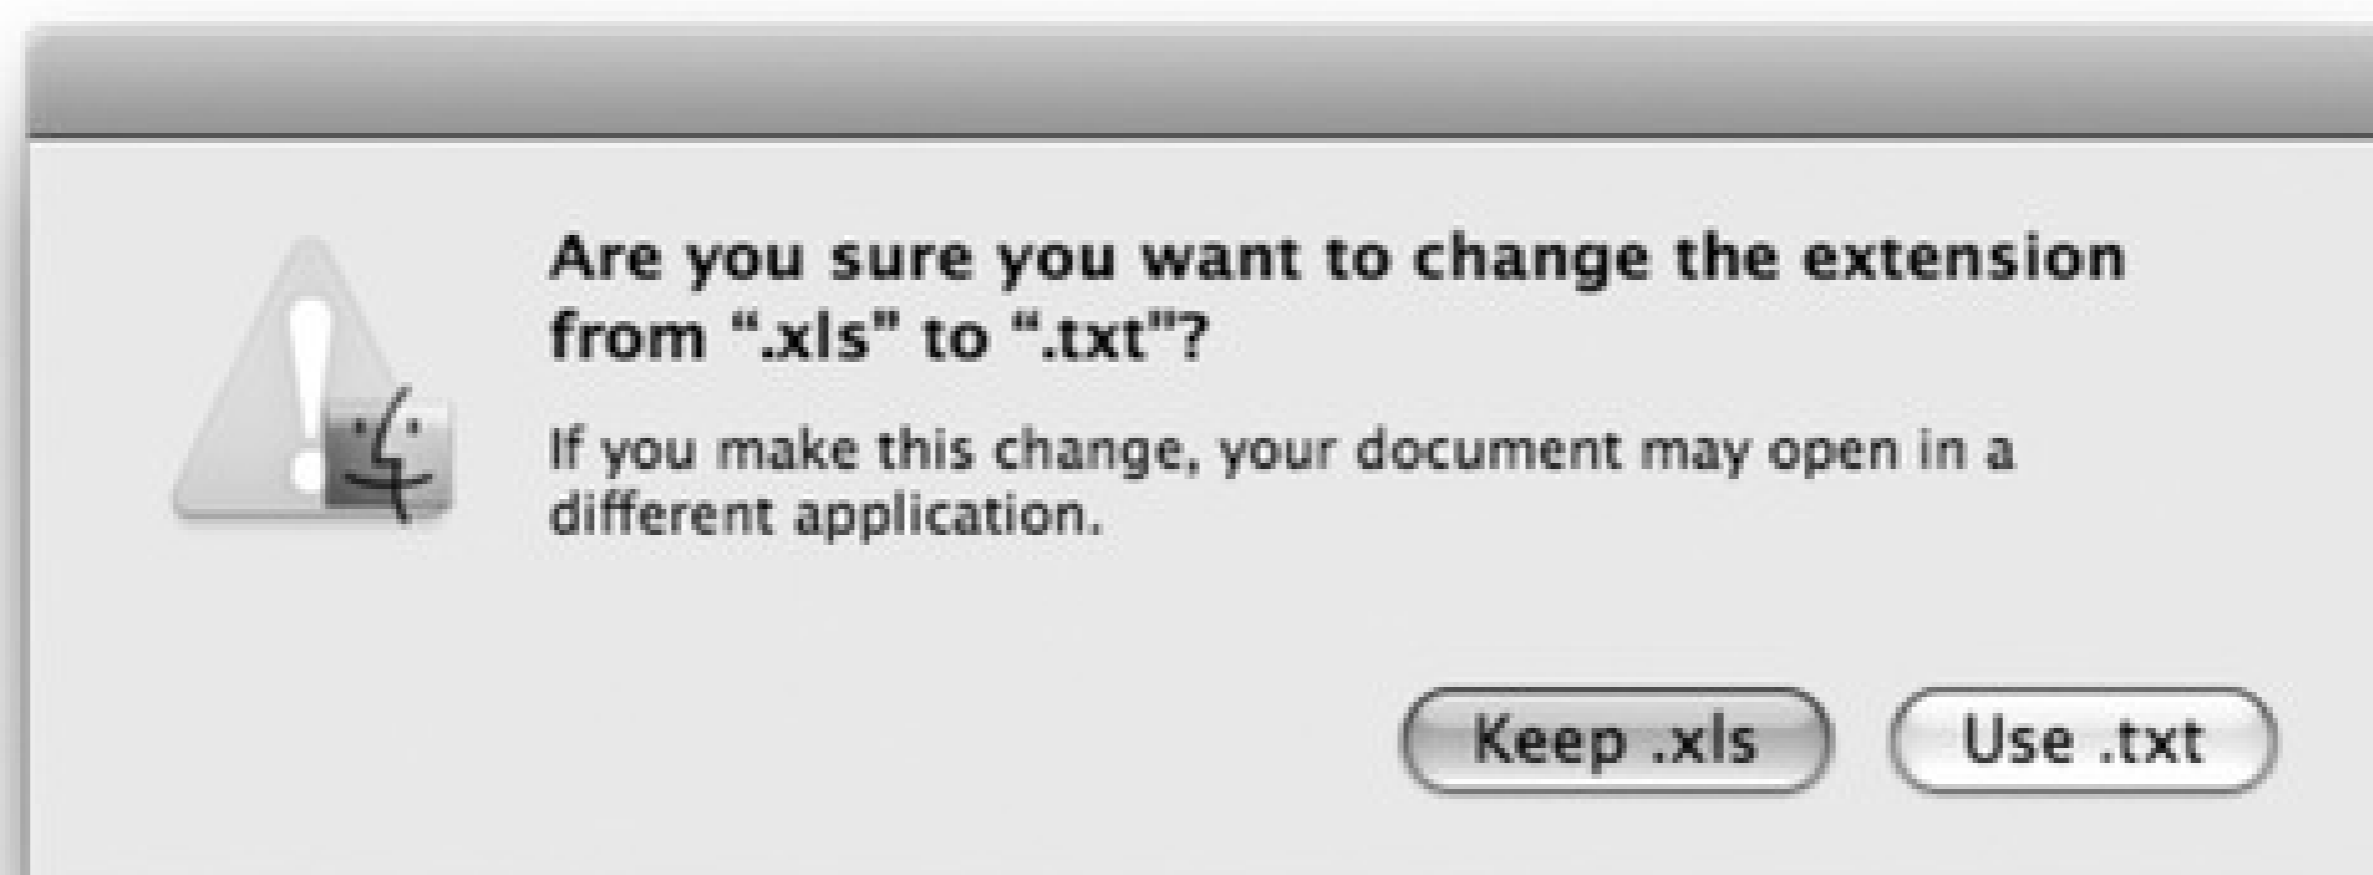 Are you sure you want to change the extension
from “.xls” to “.txt"?
If you make this change, your document may open in a
different application.
Keep .xls
Use .txt